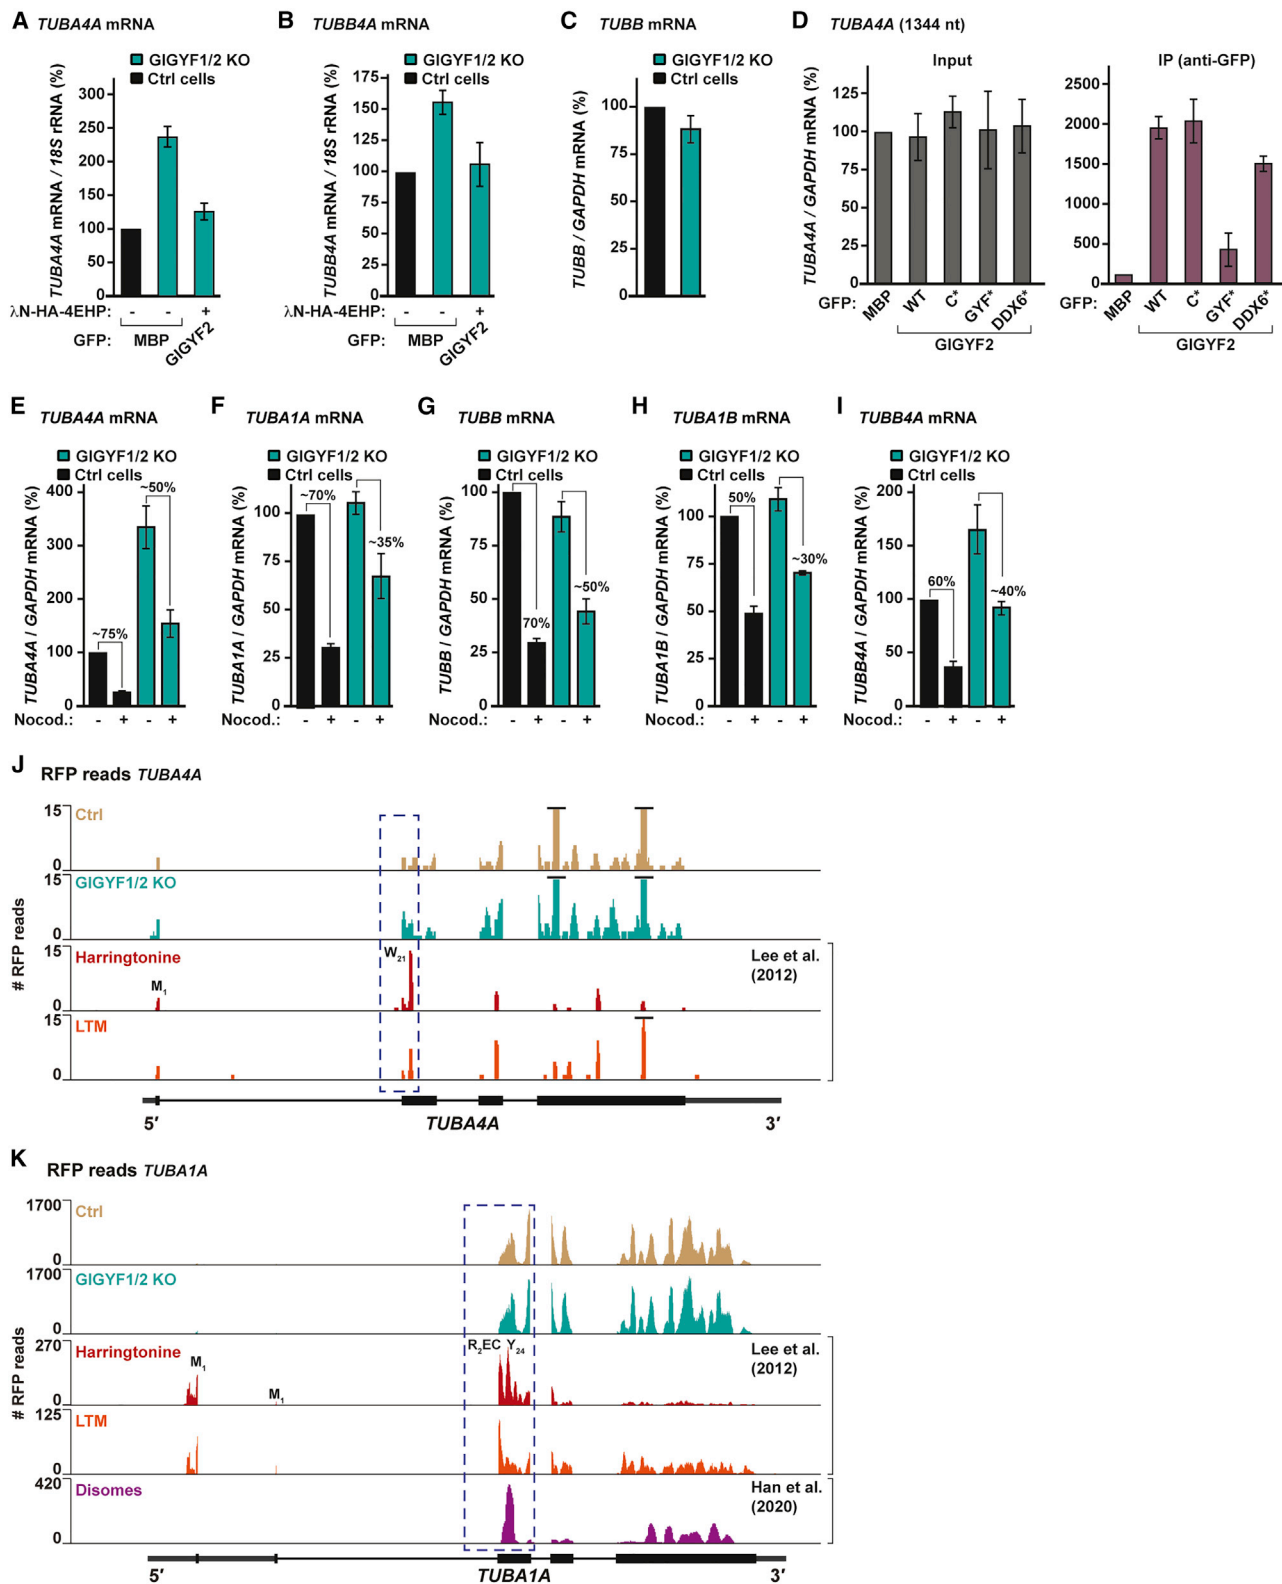 A TUBA4A mRNA
GIGYF1/2 KO
Ctrl cells
TUBA4A mRNA / 18S rRNA (%)
300
250
200
150
100
50
0
λN-HA-4EHP: - - +
GFP: MBP GIGYF2
B TUBB4A mRNA
GIGYF1/2 KO
Ctrl cells
TUBB4A mRNA / 18S rRNA (%)
175
150
125
100
75
50
25
0
λN-HA-4EHP: - - +
GFP: MBP GIGYF2
C TUBB mRNA
GIGYF1/2 KO
Ctrl cells
TUBB / GAPDH mRNA (%)
100
75
50
25
0
D TUBA4A (1344 nt)
Input
TUBA4A / GAPDH mRNA (%)
125
100
75
50
25
0
GFP: MBP WT C* GYF* DDX6*
GIGYF2
IP (anti-GFP)
2500
2000
1500
1000
500
0
GFP: MBP WT C* GYF* DDX6*
GIGYF2
E TUBA4A mRNA
GIGYF1/2 KO
Ctrl cells
TUBA4A / GAPDH mRNA (%)
400
300
200
100
0
~75%
~50%
Nocod.: - + - +
F TUBA1A mRNA
GIGYF1/2 KO
Ctrl cells
TUBA1A / GAPDH mRNA (%)
100
75
50
25
0
~70%
~35%
Nocod.: - + - +
G TUBB mRNA
GIGYF1/2 KO
Ctrl cells
TUBB / GAPDH mRNA (%)
100
75
50
25
0
70%
~50%
Nocod.: - + - +
H TUBA1B mRNA
GIGYF1/2 KO
Ctrl cells
TUBA1B / GAPDH mRNA (%)
100
75
50
25
0
50%
~30%
Nocod.: - + - +
I TUBB4A mRNA
GIGYF1/2 KO
Ctrl cells
TUBB4A / GAPDH mRNA (%)
200
150
100
50
0
60%
~40%
Nocod.: - + - +
J RFP reads TUBA4A
# RFP reads
15 Ctrl
0
15 GIGYF1/2 KO
0
15 Harringtonine W21 Lee et al. (2012)
M1
0
15 LTM
0
5′ TUBA4A 3′
K RFP reads TUBA1A
# RFP reads
1700 Ctrl
0
1700 GIGYF1/2 KO
0
270 Harringtonine M1 M1 R2EC Y24 Lee et al. (2012)
0
125 LTM
0
420 Disomes Han et al. (2020)
0
5′ TUBA1A 3′